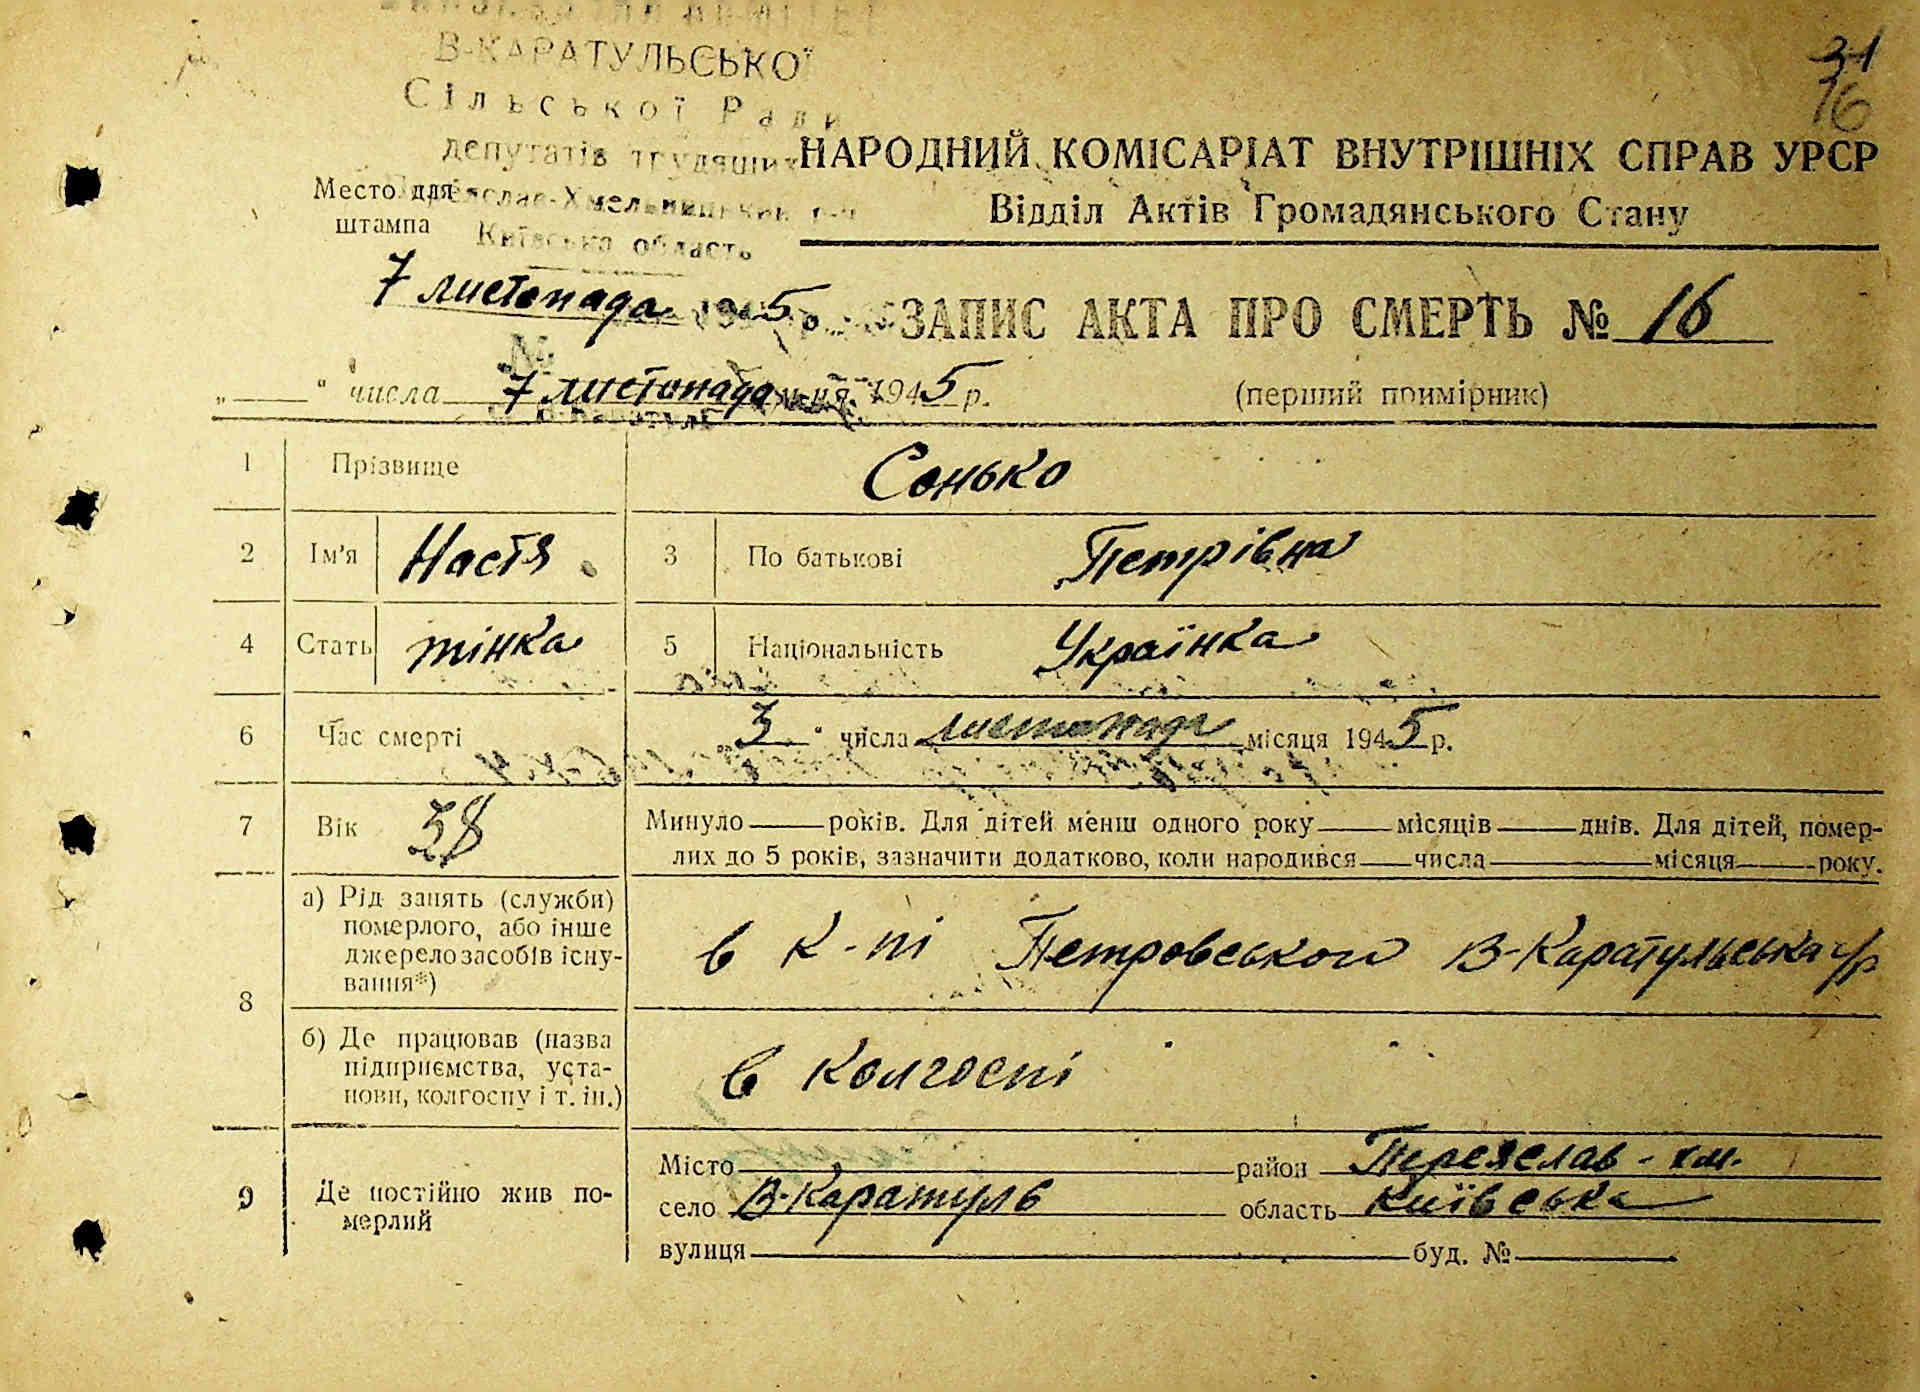 В-КАРАТУЛЬСЬКОЇ
Сільської Ради
депутатів трудящих
Київська область
31
16
НАРОДНИЙ КОМІСАРІАТ ВНУТРІШНІХ СПРАВ УРСР
Відділ Актів Громадянського Стану
Место для
штампа
7 листопада 1945 р.
ЗАПИС АКТА ПРО СМЕРТЬ № 16
„ “ числа 7 листопада 1945 р.
(перший примірник)
1 Прізвище Сонько
2 Ім'я Настя 3 По батькові Петрівна
4 Стать жінка 5 Національність Українка
6 Час смерті „3“ числа листопад місяця 1945 р.
7 Вік 38 Минуло років. Для дітей менш одного року місяців днів. Для дітей, помер-
лих до 5 років, зазначити додатково, коли народився числа місяця року.
8
а) Рід занять (служби)
померлого, або інше
джерело засобів існу-
вання*)
в к-пі Петровського В-Каратульська с/р
б) Де працював (назва
підприємства, уста-
нови, колгоспу і т. ін.)
в колгоспі
9 Де постійно жив по-
мерлий
Місто район Переяслав-хм.
село В-Каратуль область Київська
вулиця буд. №